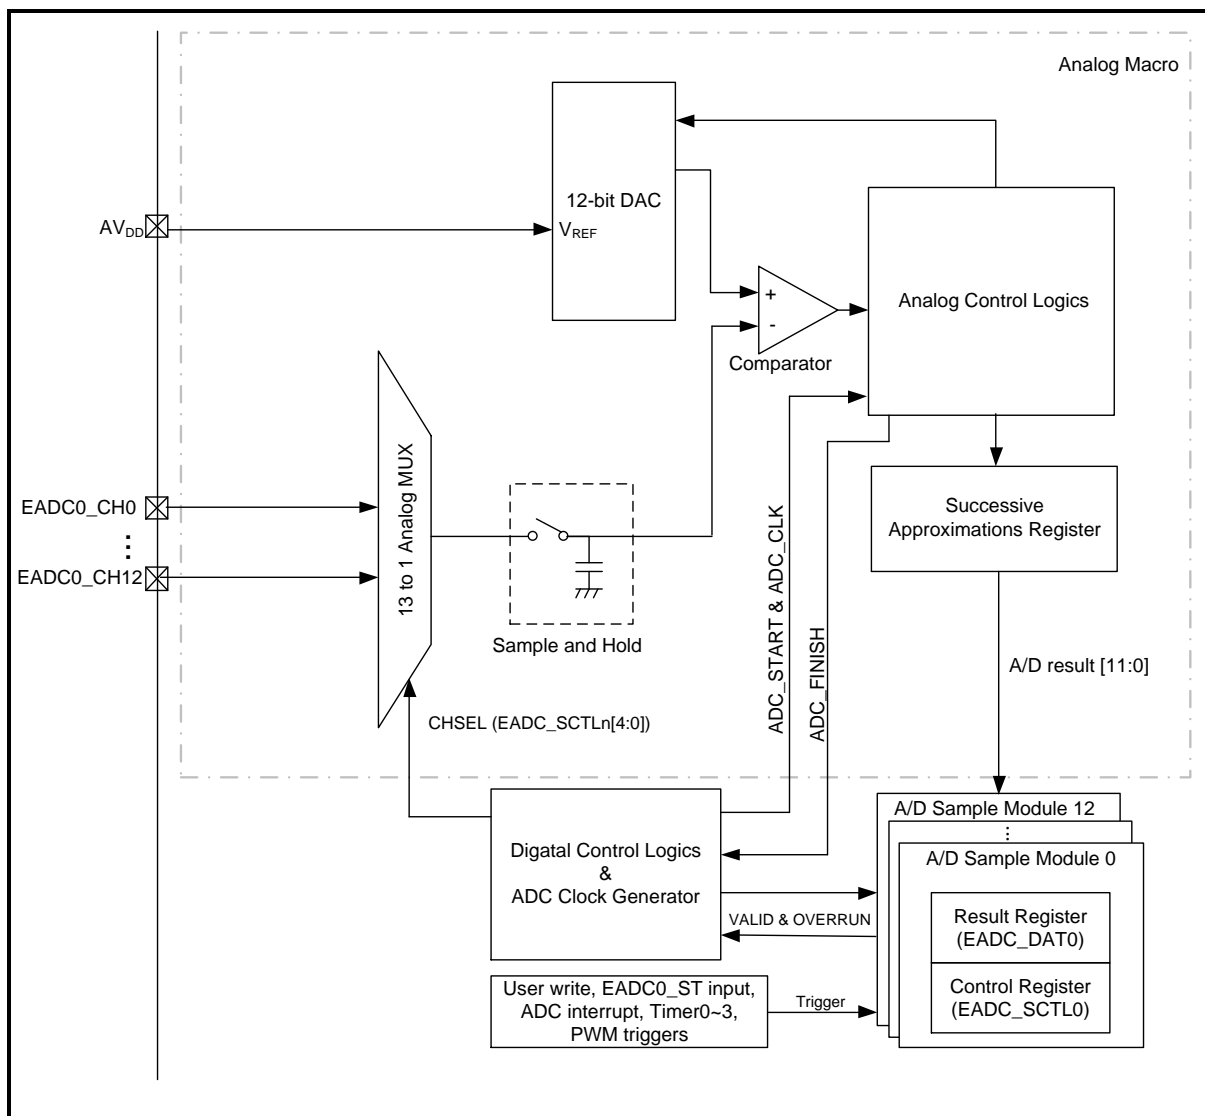 Analog Macro
12-bit DAC
AVDD
VREF
+
-
Comparator
Analog Control Logics
13 to 1 Analog MUX
EADC0_CH0
⋮
EADC0_CH12
Sample and Hold
Successive
Approximations Register
ADC_START & ADC_CLK
ADC_FINISH
A/D result [11:0]
CHSEL (EADC_SCTLn[4:0])
Digatal Control Logics
&
ADC Clock Generator
A/D Sample Module 12
⋮
A/D Sample Module 0
VALID & OVERRUN
Result Register
(EADC_DAT0)
Control Register
(EADC_SCTL0)
User write, EADC0_ST input,
ADC interrupt, Timer0~3,
PWM triggers
Trigger